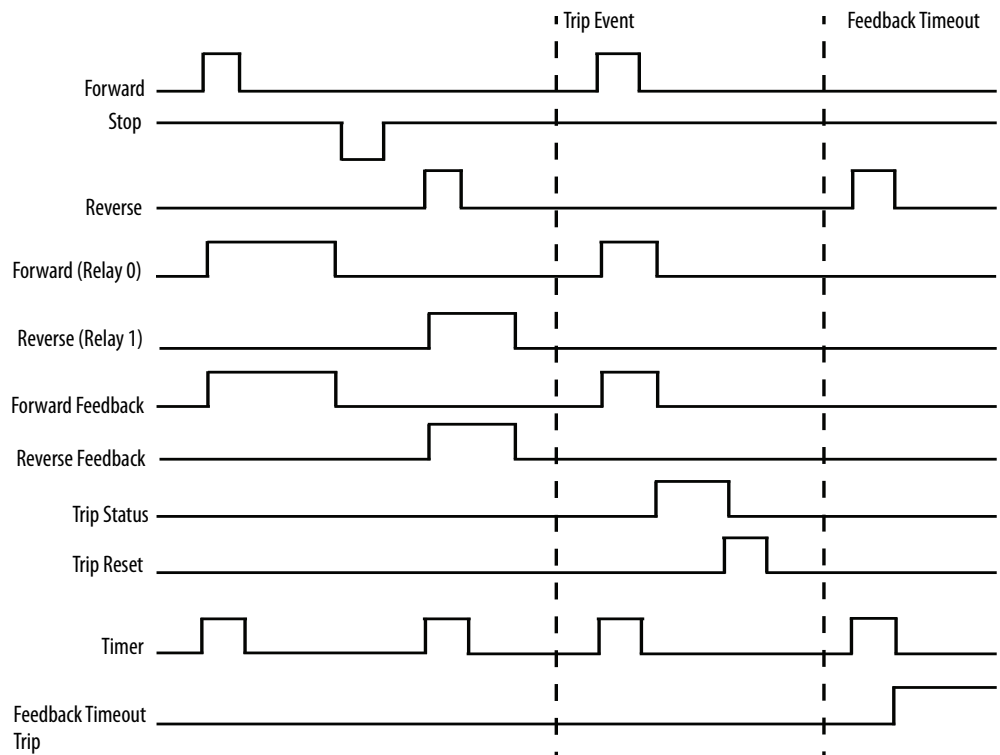 Trip Event
Feedback Timeout
Forward
Stop
Reverse
Forward (Relay 0)
Reverse (Relay 1)
Forward Feedback
Reverse Feedback
Trip Status
Trip Reset
Timer
Feedback Timeout
Trip